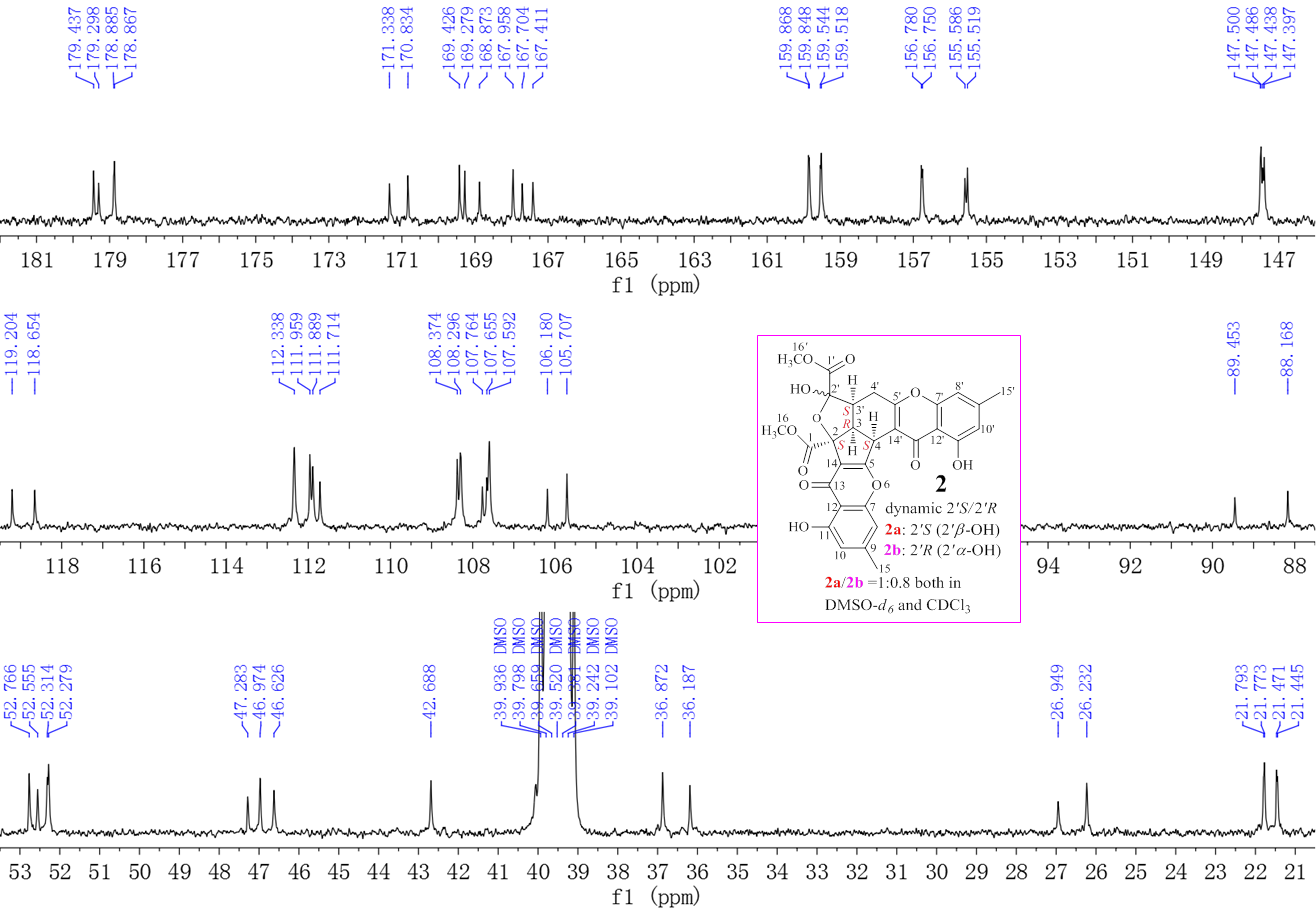 179.437
179.298
178.885
178.867
171.338
170.834
169.426
169.279
168.873
167.958
167.704
167.411
159.868
159.848
159.544
159.518
156.780
156.750
155.586
155.519
147.500
147.486
147.438
147.397
181 179 177 175 173 171 169 167 165 163 161 159 157 155 153 151 149 147
f1 (ppm)
119.204
118.654
112.338
111.959
111.889
111.714
108.374
108.296
107.764
107.655
107.592
106.180
105.707
89.453
88.168
16'
H3CO
O
1'
HO
2'
H
4'
5'
O
7'
8'
15'
S
3'
O
R
3
H
16
H3CO
1
2
S
H
S
4
14'
12'
10'
O
14
5
O
OH
O
13
O6
2
12
7
dynamic 2'S/2'R
HO
11
2a: 2'S (2'β-OH)
10
9
2b: 2'R (2'α-OH)
15
2a/2b =1:0.8 both in
DMSO-d6 and CDCl3
118 116 114 112 110 108 106 104 102 94 92 90 88
f1 (ppm)
52.766
52.555
52.314
52.279
47.283
46.974
46.626
42.688
39.936 DMSO
39.798 DMSO
39.659 DMSO
39.520 DMSO
39.381 DMSO
39.242 DMSO
39.102 DMSO
36.872
36.187
26.949
26.232
21.793
21.773
21.471
21.445
53 52 51 50 49 48 47 46 45 44 43 42 41 40 39 38 37 36 35 34 33 32 31 30 29 28 27 26 25 24 23 22 21
f1 (ppm)